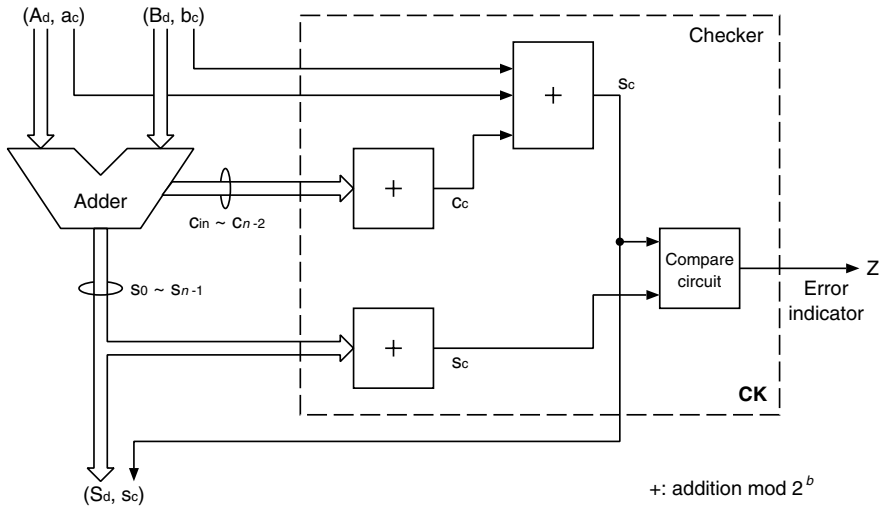 (Ad, ac)
(Bd, bc)
Checker
+
sc
Adder
+
cin ~ cn-2
cc
Compare
circuit
Z
s0 ~ sn-1
Error
indicator
+
sc
CK
(Sd, sc)
+: addition mod 2^b